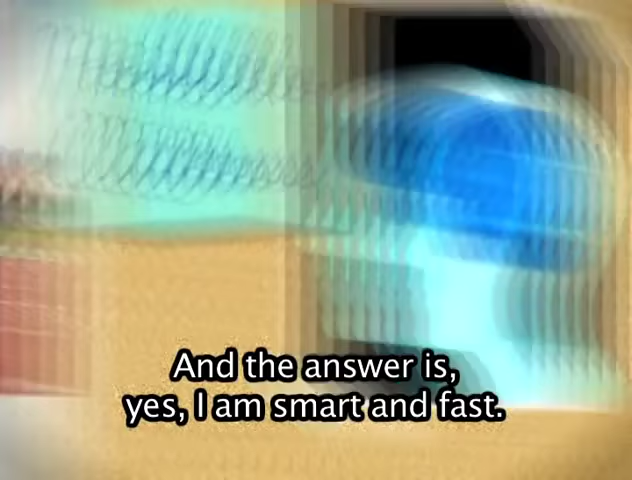 And the answer is,
yes, I am smart and fast.